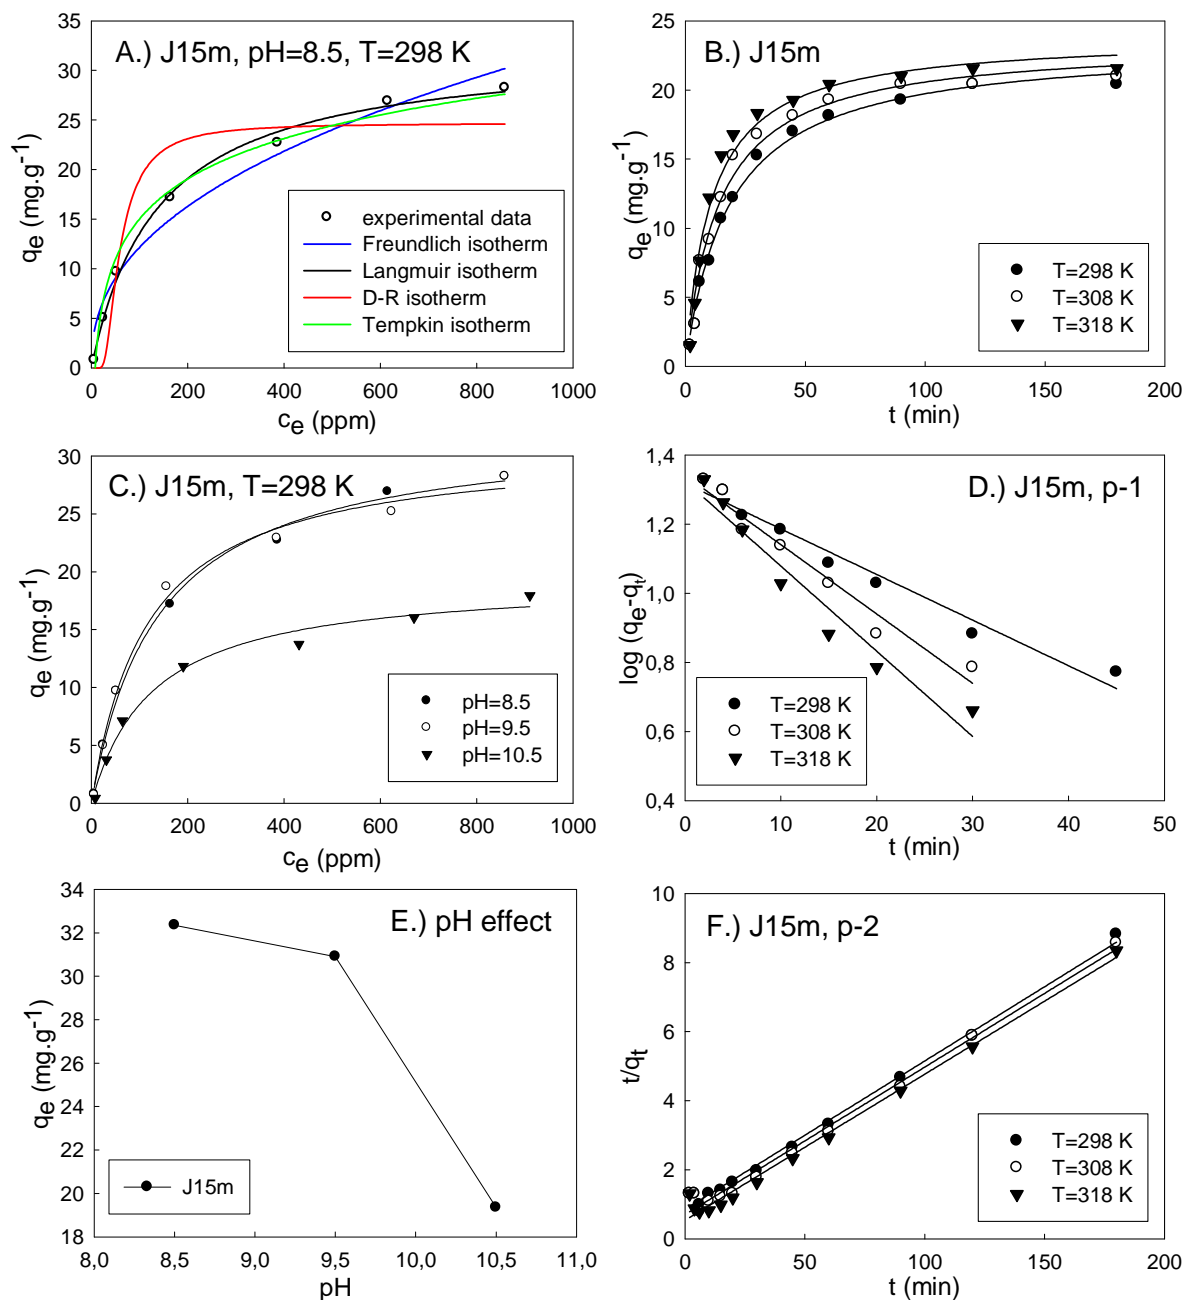 A.) J15m, pH=8.5, T=298 K
35
30
25
20
15
10
5
0
qe (mg.g-1)
experimental data
Freundlich isotherm
Langmuir isotherm
D-R isotherm
Tempkin isotherm
0 200 400 600 800 1000
ce (ppm)
B.) J15m
25
20
15
10
5
0
qe (mg.g-1)
T=298 K
T=308 K
T=318 K
0 50 100 150 200
t (min)
C.) J15m, T=298 K
30
25
20
15
10
5
0
qe (mg.g-1)
pH=8.5
pH=9.5
pH=10.5
0 200 400 600 800 1000
ce (ppm)
D.) J15m, p-1
1,4
1,2
1,0
0,8
0,6
0,4
log (qe-qt)
T=298 K
T=308 K
T=318 K
0 10 20 30 40 50
t (min)
E.) pH effect
34
32
30
28
26
24
22
20
18
qe (mg.g-1)
J15m
8,0 8,5 9,0 9,5 10,0 10,5 11,0
pH
F.) J15m, p-2
10
8
6
4
2
0
t/qt
T=298 K
T=308 K
T=318 K
0 50 100 150 200
t (min)